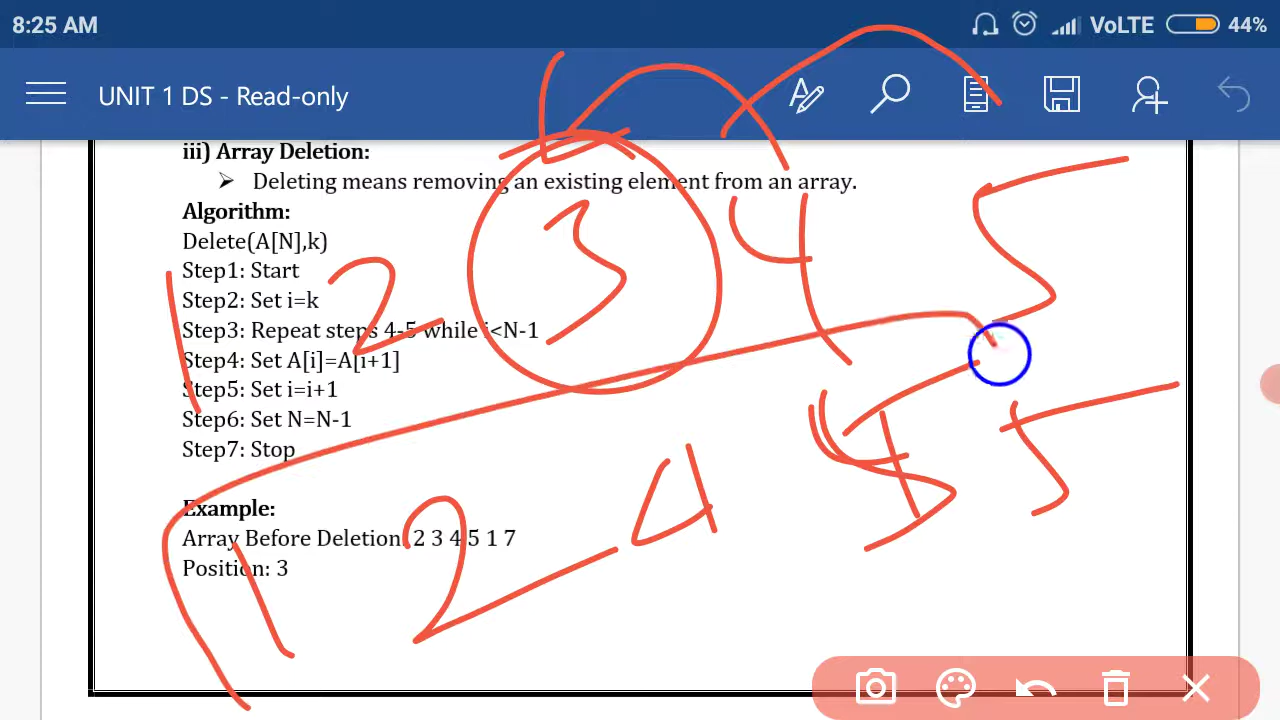 8:25 AM VoLTE 44%
UNIT 1 DS - Read-only
iii) Array Deletion:
➢ Deleting means removing an existing element from an array.
Algorithm:
Delete(A[N],k)
Step1: Start
Step2: Set i=k
Step3: Repeat steps 4-5 while i<N-1
Step4: Set A[i]=A[i+1]
Step5: Set i=i+1
Step6: Set N=N-1
Step7: Stop
1 2 3 4 5
Example:
Array Before Deletion: 2 3 4 5 1 7
Position: 3
1 2 4 5 5